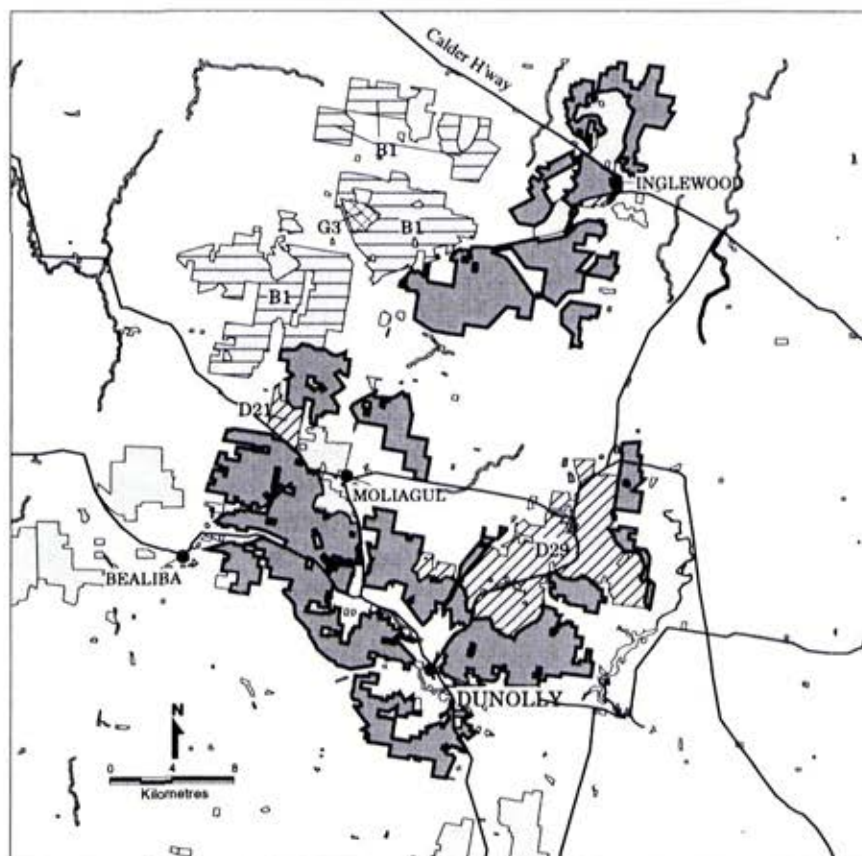 Calder H'way
B1
INGLEWOOD
G3
B1
B1
D21
MOLIAGUL
D29
BEALIBA
DUNOLLY
N
0 4 8
Kilometres